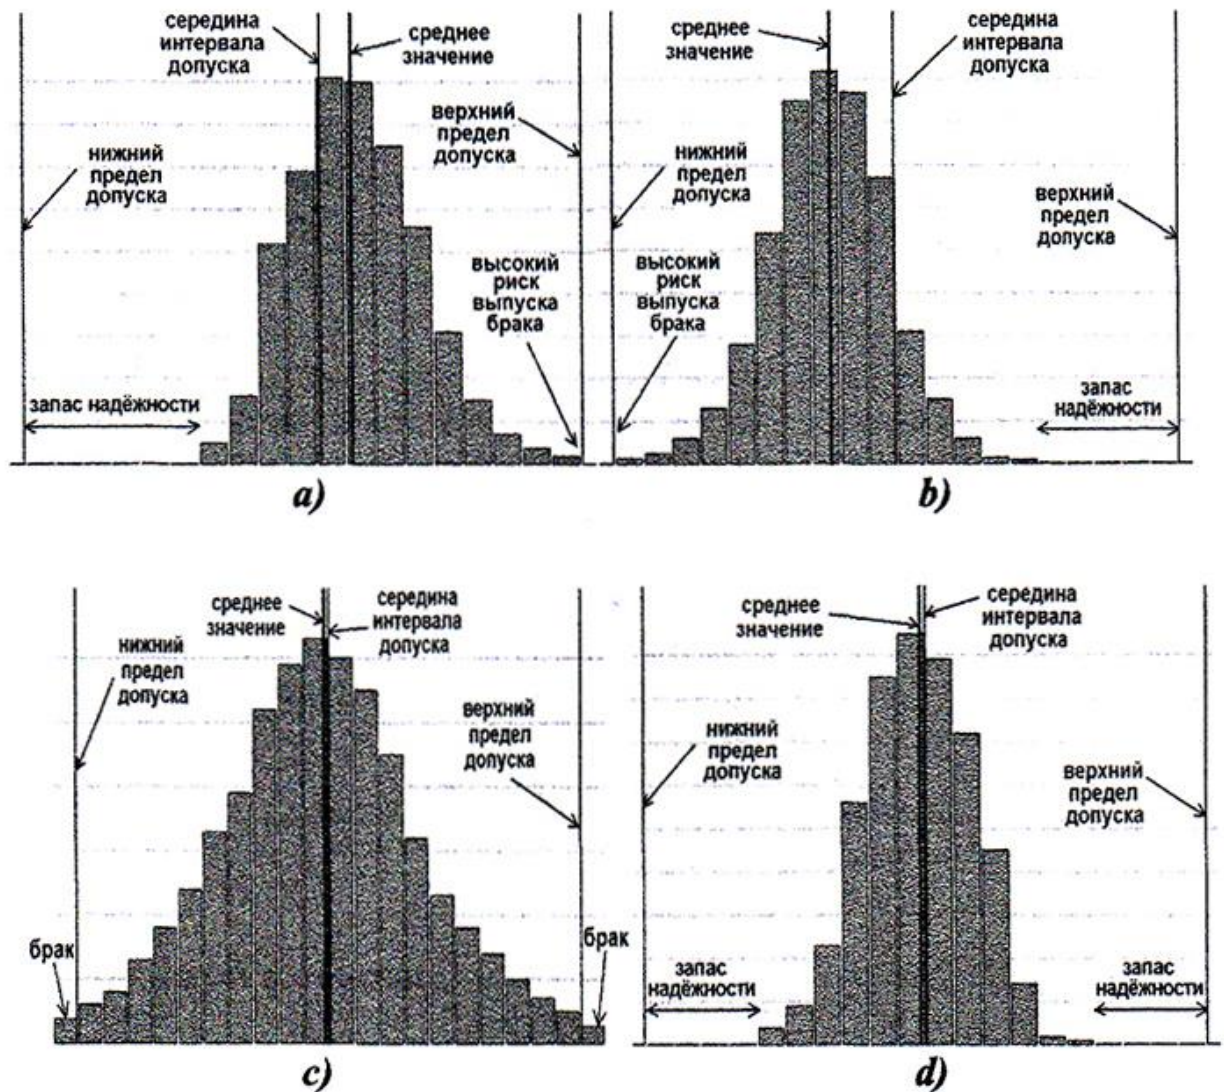 середина
интервала
допуска
среднее
значение
верхний
предел
допуска
нижний
предел
допуска
высокий
риск
выпуска
брака
запас надёжности
a)
среднее
значение
середина
интервала
допуска
нижний
предел
допуска
верхний
предел
допуска
высокий
риск
выпуска
брака
запас
надёжности
b)
среднее
значение
середина
интервала
допуска
нижний
предел
допуска
верхний
предел
допуска
брак
брак
c)
среднее
значение
середина
интервала
допуска
нижний
предел
допуска
верхний
предел
допуска
запас
надёжности
запас
надёжности
d)